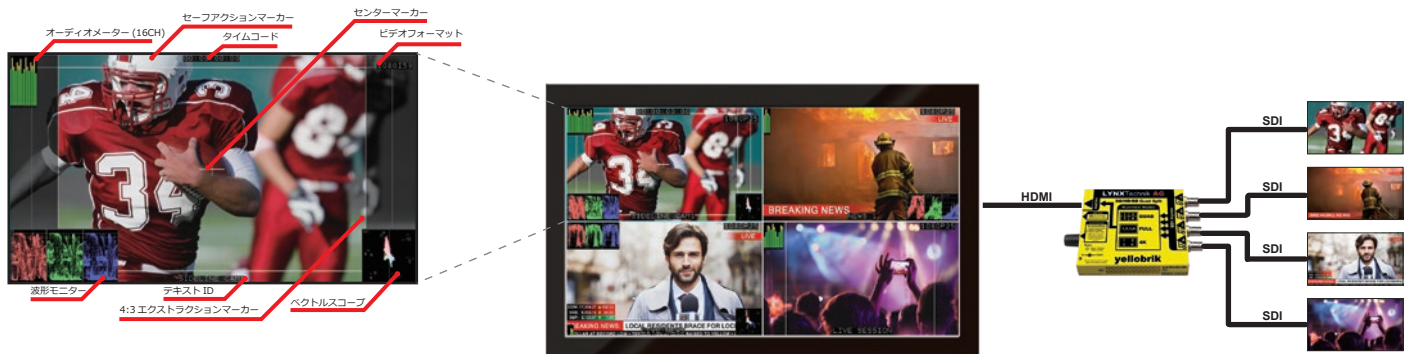 セーフアクションマーカー
センターマーカー
オーディオメーター (16CH)
タイムコード
ビデオフォーマット
波形モニター
テキスト ID
ベクトルスコープ
4:3 エクストラクションマーカー
34
LIVE
BREAKING NEWS
LIVE
BREAKING NEWS
LOCAL RESIDENTS BRACE FOR LOC
LIVE SESSION
HDMI
LYNXTechnik AG
QUAD
FULL
4K
yellobrik
SDI
SDI
SDI
SDI